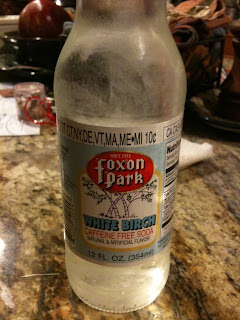 CT,NY,DE,VT,MA,ME•MI 10¢
SINCE 1922
Foxon
Park
WHITE BIRCH
CAFFEINE FREE SODA
NATURAL & ARTIFICIAL FLAVOR
12 FL. OZ. (354ml)